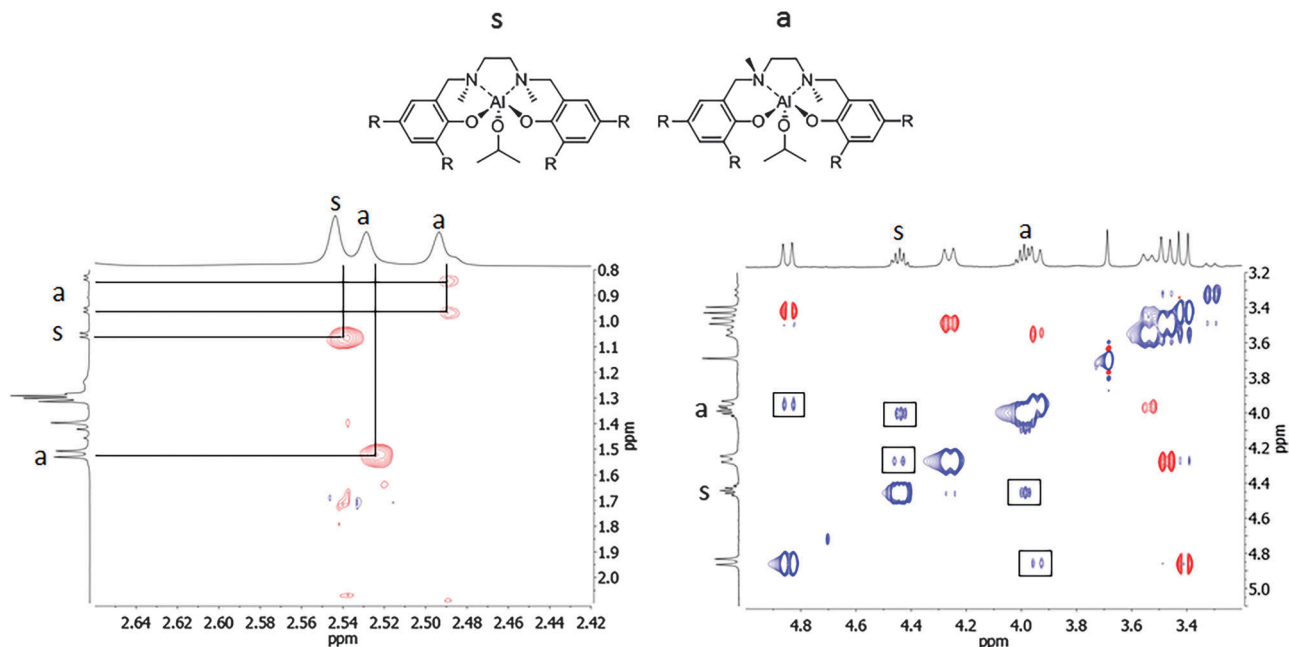 s
a
N
N
Al
R
O
O
R
O
R
R
N
N
Al
R
O
O
R
O
R
R
s
a
a
a
s
a
0.8
0.9
1.0
1.1
1.2
1.3
1.4
1.5
1.6
1.7
1.8
1.9
2.0
ppm
2.64 2.62 2.60 2.58 2.56 2.54 2.52 2.50 2.48 2.46 2.44 2.42
ppm
s
a
a
s
3.2
3.4
3.6
3.8
4.0
4.2
4.4
4.6
4.8
5.0
ppm
4.8 4.6 4.4 4.2 4.0 3.8 3.6 3.4
ppm